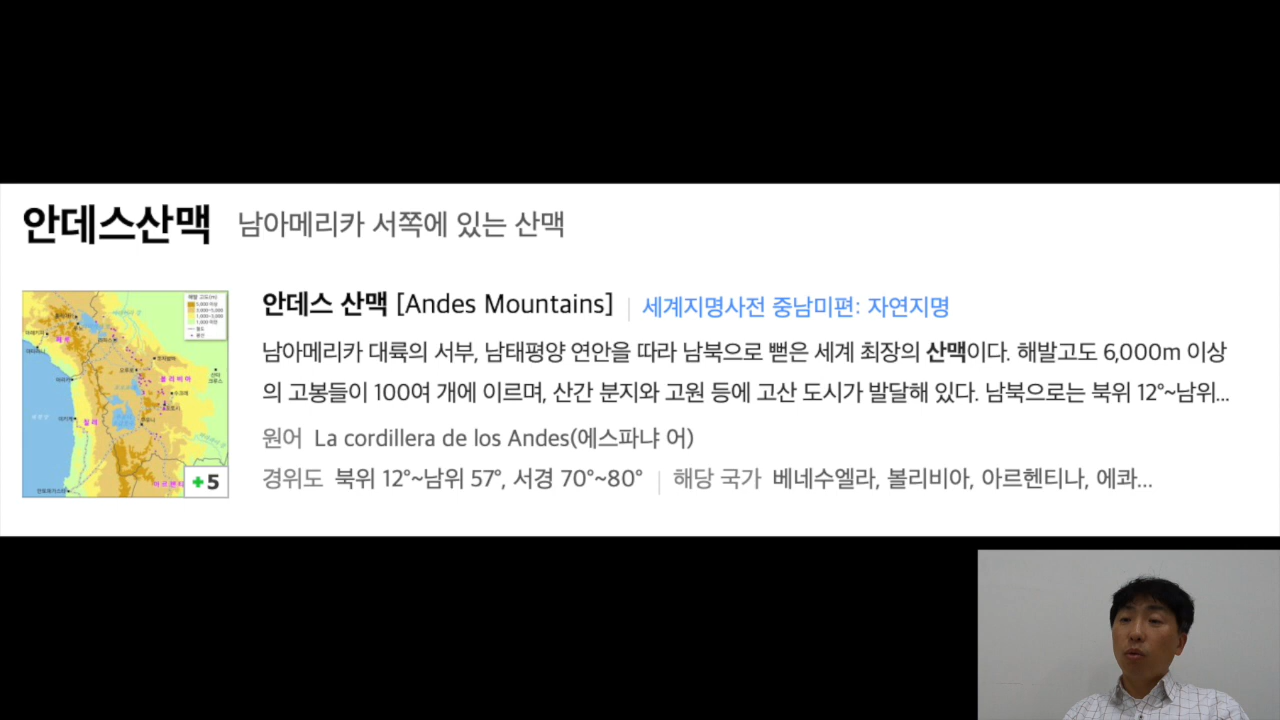 안데스산맥 남아메리카 서쪽에 있는 산맥
안데스 산맥 [Andes Mountains] | 세계지명사전 중남미편: 자연지명
남아메리카 대륙의 서부, 남태평양 연안을 따라 남북으로 뻗은 세계 최장의 산맥이다. 해발고도 6,000m 이상
의 고봉들이 100여 개에 이르며, 산간 분지와 고원 등에 고산 도시가 발달해 있다. 남북으로는 북위 12°~남위...
원어 La cordillera de los Andes(에스파냐 어)
경위도 북위 12°~남위 57°, 서경 70°~80° | 해당 국가 베네수엘라, 볼리비아, 아르헨티나, 에콰...
페루
볼리비아
칠레
+5